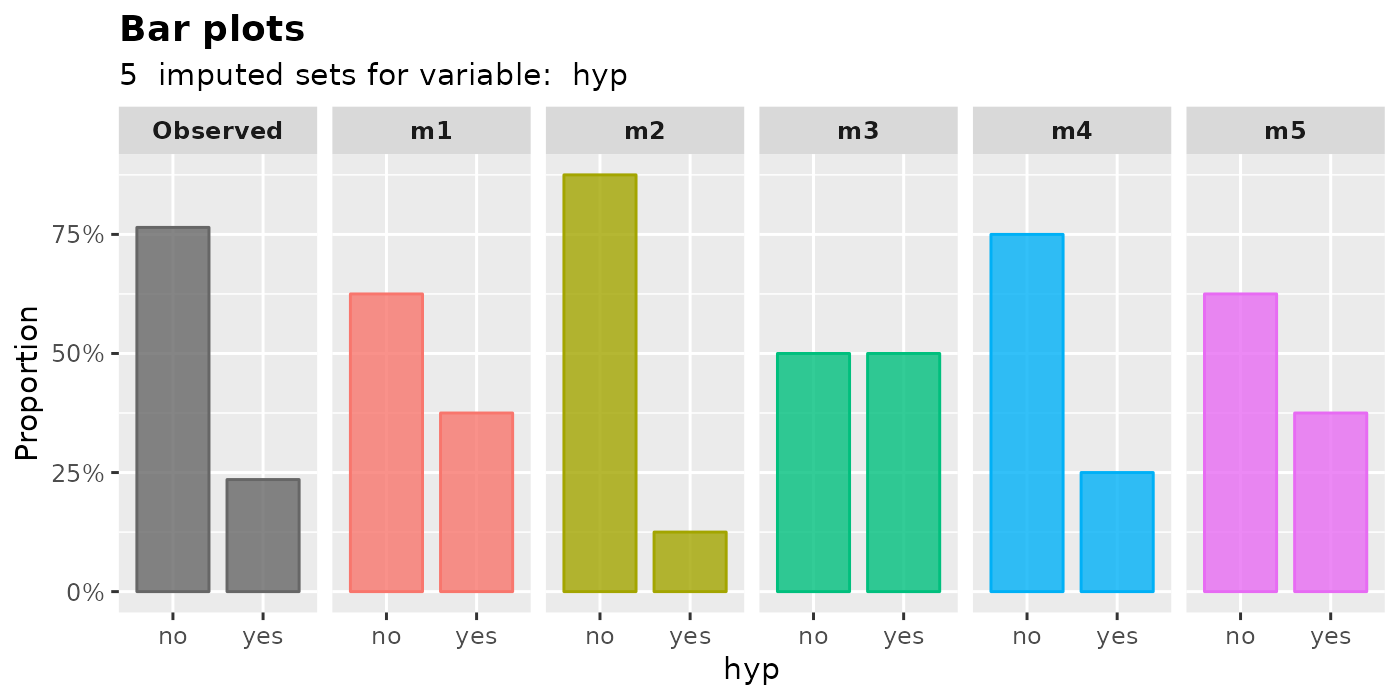 Bar plots
5  imputed sets for variable:  hyp
Observed m1 m2 m3 m4 m5
75%
50%
25%
0%
Proportion
no yes no yes no yes no yes no yes no yes
hyp